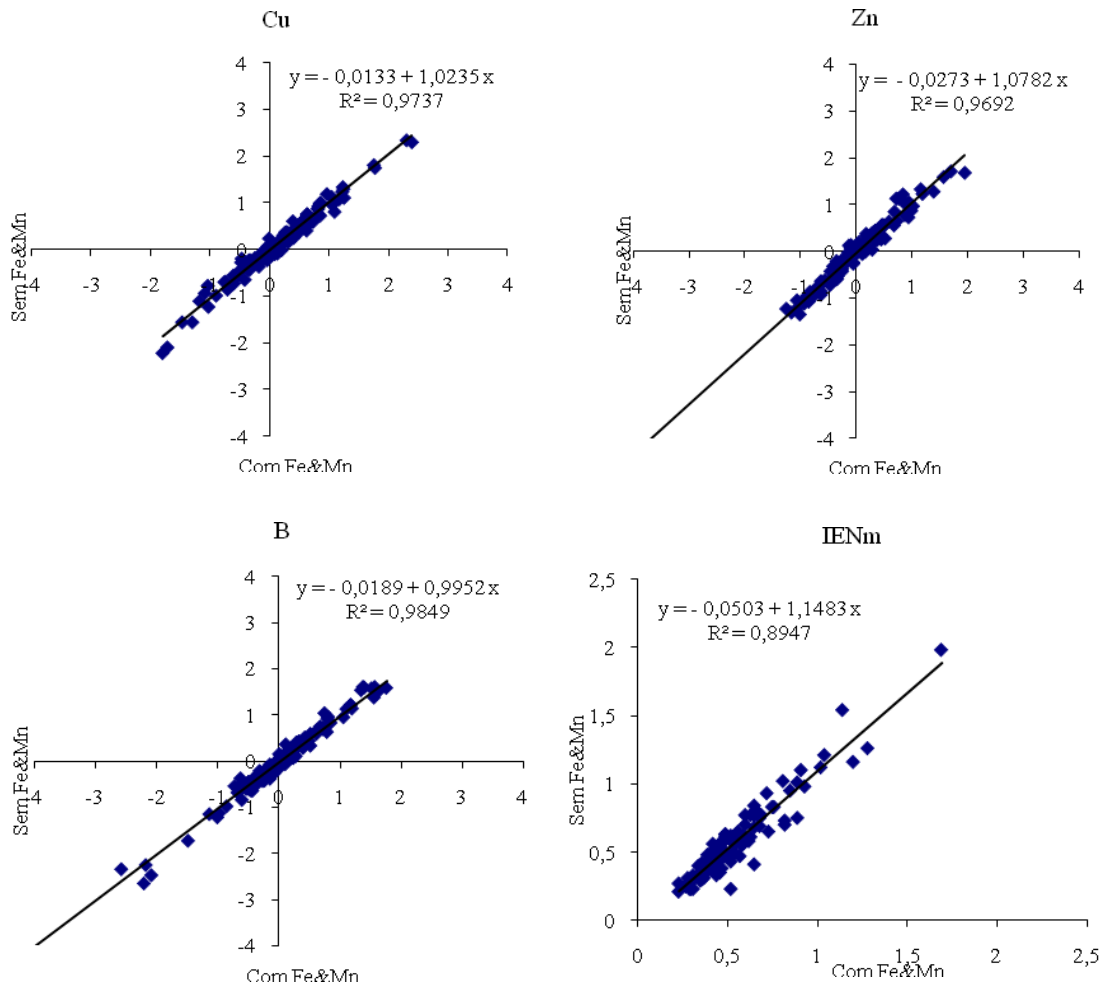 Cu
y = - 0,0133 + 1,0235 x
R² = 0,9737
4
3
2
1
0
-1
-2
-3
-4
-4 -3 -2 -1 0 1 2 3 4
Sem Fe&Mn
Com Fe&Mn
Zn
y = - 0,0273 + 1,0782 x
R² = 0,9692
4
3
2
1
0
-1
-2
-3
-4
-4 -3 -2 -1 0 1 2 3 4
Sem Fe&Mn
Com Fe&Mn
B
y = - 0,0189 + 0,9952 x
R² = 0,9849
4
3
2
1
0
-1
-2
-3
-4
-4 -3 -2 -1 0 1 2 3 4
Sem Fe&Mn
Com Fe&Mn
IENm
y = - 0,0503 + 1,1483 x
R² = 0,8947
2,5
2
1,5
1
0,5
0
0 0,5 1 1,5 2 2,5
Sem Fe&Mn
Com Fe&Mn